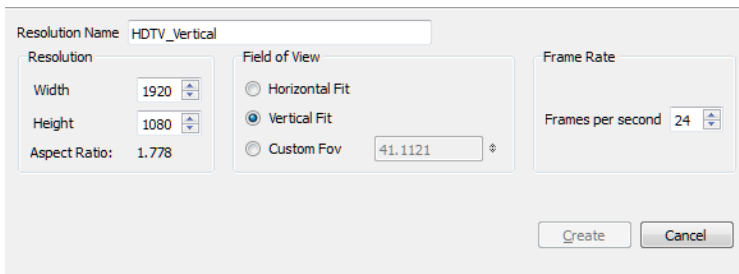 Resolution Name HDTV_Vertical
Resolution
Width 1920
Height 1080
Aspect Ratio: 1.778
Field of View
Horizontal Fit
Vertical Fit
Custom Fov 41.1121
Frame Rate
Frames per second 24
Create Cancel